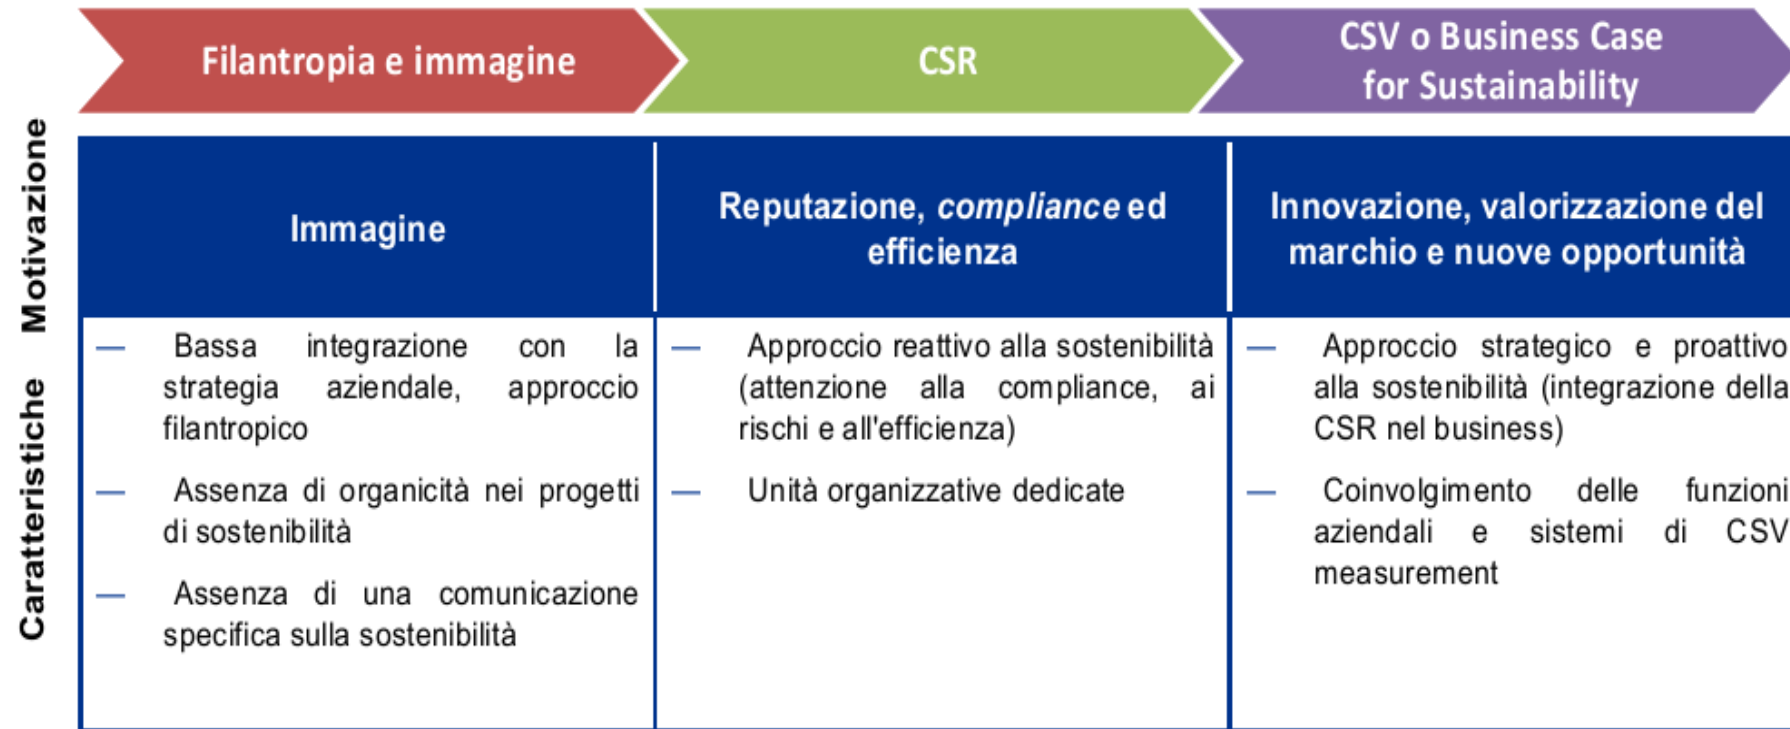 Filantropia e immagine
CSR
CSV o Business Case
for Sustainability
Motivazione
Immagine
Reputazione, compliance ed
efficienza
Innovazione, valorizzazione del
marchio e nuove opportunità
Caratteristiche
— Bassa integrazione con la
strategia aziendale, approccio
filantropico
— Assenza di organicità nei progetti
di sostenibilità
— Assenza di una comunicazione
specifica sulla sostenibilità
— Approccio reattivo alla sostenibilità
(attenzione alla compliance, ai
rischi e all'efficienza)
— Unità organizzative dedicate
— Approccio strategico e proattivo
alla sostenibilità (integrazione della
CSR nel business)
— Coinvolgimento delle funzioni
aziendali e sistemi di CSV
measurement